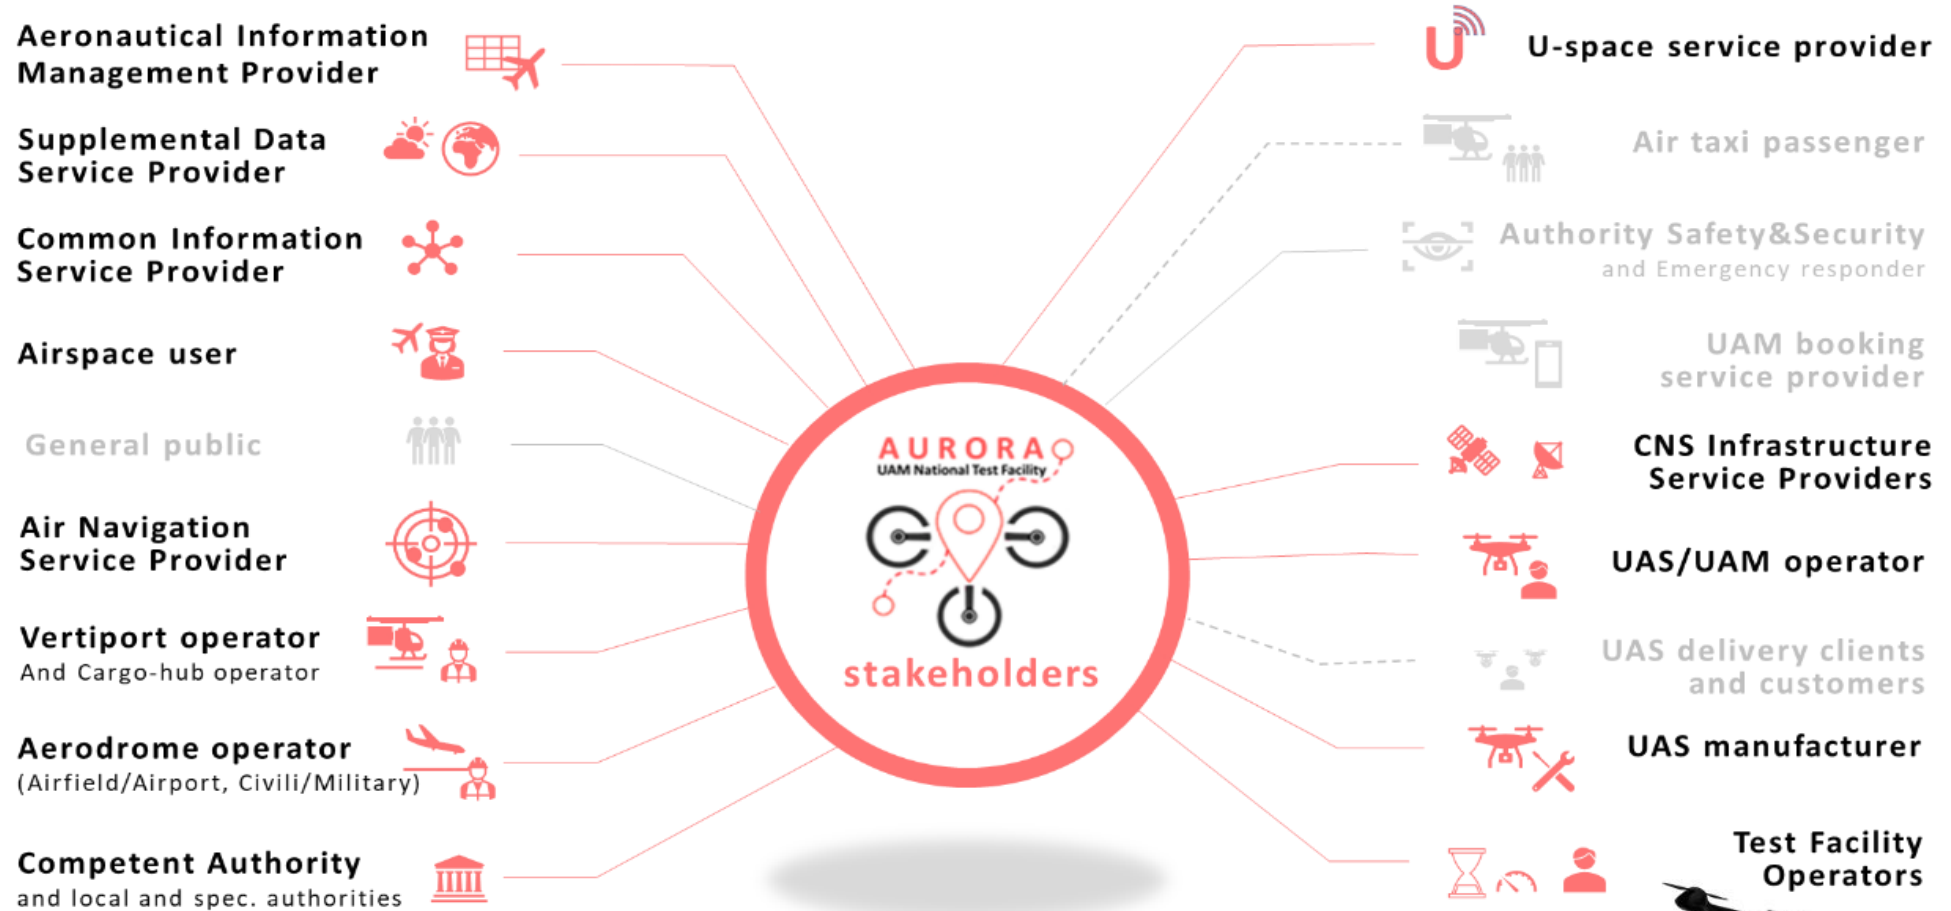 Aeronautical Information
Management Provider
Supplemental Data
Service Provider
Common Information
Service Provider
Airspace user
General public
Air Navigation
Service Provider
Vertiport operator
And Cargo-hub operator
Aerodrome operator
(Airfield/Airport, Civili/Military)
Competent Authority
and local and spec. authorities
AURORA
UAM National Test Facility
stakeholders
U
U-space service provider
Air taxi passenger
Authority Safety&Security
and Emergency responder
UAM booking
service provider
CNS Infrastructure
Service Providers
UAS/UAM operator
UAS delivery clients
and customers
UAS manufacturer
Test Facility
Operators